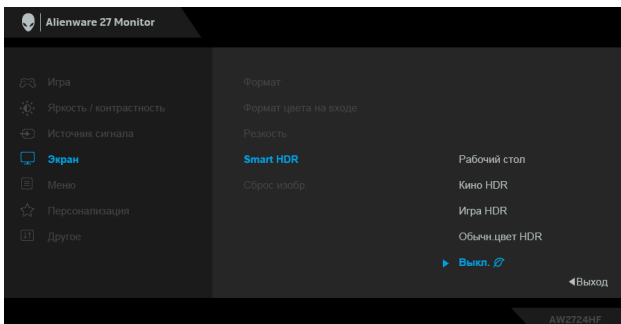 Alienware 27 Monitor
Игра
Яркость / контрастность
Источник сигнала
Экран
Меню
Персонализация
Другое
Формат
Формат цвета на входе
Резкость
Smart HDR
Сброс изобр.
Рабочий стол
Кино HDR
Игра HDR
Обычн.цвет HDR
Выкл.
Выход
AW2724HF